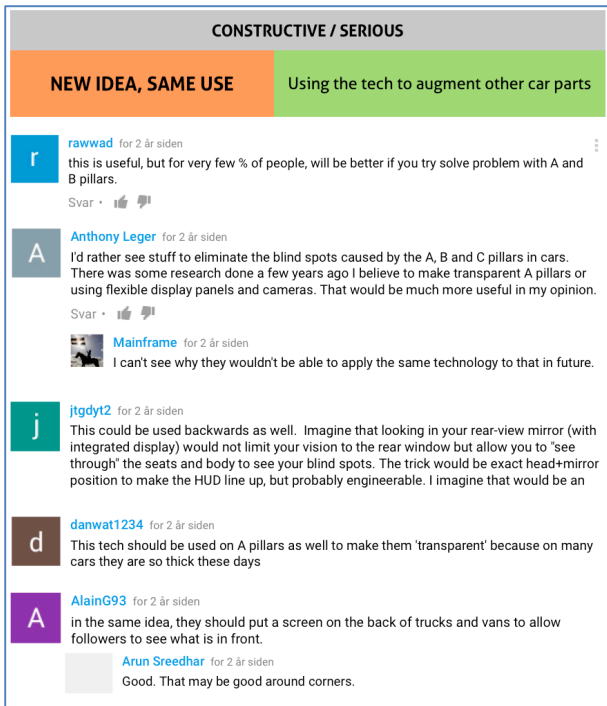 CONSTRUCTIVE / SERIOUS
NEW IDEA, SAME USE
Using the tech to augment other car parts
r
rawwad for 2 år siden
this is useful, but for very few % of people, will be better if you try solve problem with A and
B pillars.
Svar •
A
Anthony Leger for 2 år siden
I'd rather see stuff to eliminate the blind spots caused by the A, B and C pillars in cars.
There was some research done a few years ago I believe to make transparent A pillars or
using flexible display panels and cameras. That would be much more useful in my opinion.
Svar •
Mainframe for 2 år siden
I can't see why they wouldn't be able to apply the same technology to that in future.
j
jtgdyt2 for 2 år siden
This could be used backwards as well.  Imagine that looking in your rear-view mirror (with
integrated display) would not limit your vision to the rear window but allow you to "see
through" the seats and body to see your blind spots. The trick would be exact head+mirror
position to make the HUD line up, but probably engineerable. I imagine that would be an
d
danwat1234 for 2 år siden
This tech should be used on A pillars as well to make them 'transparent' because on many
cars they are so thick these days
A
AlainG93 for 2 år siden
in the same idea, they should put a screen on the back of trucks and vans to allow
followers to see what is in front.
Arun Sreedhar for 2 år siden
Good. That may be good around corners.